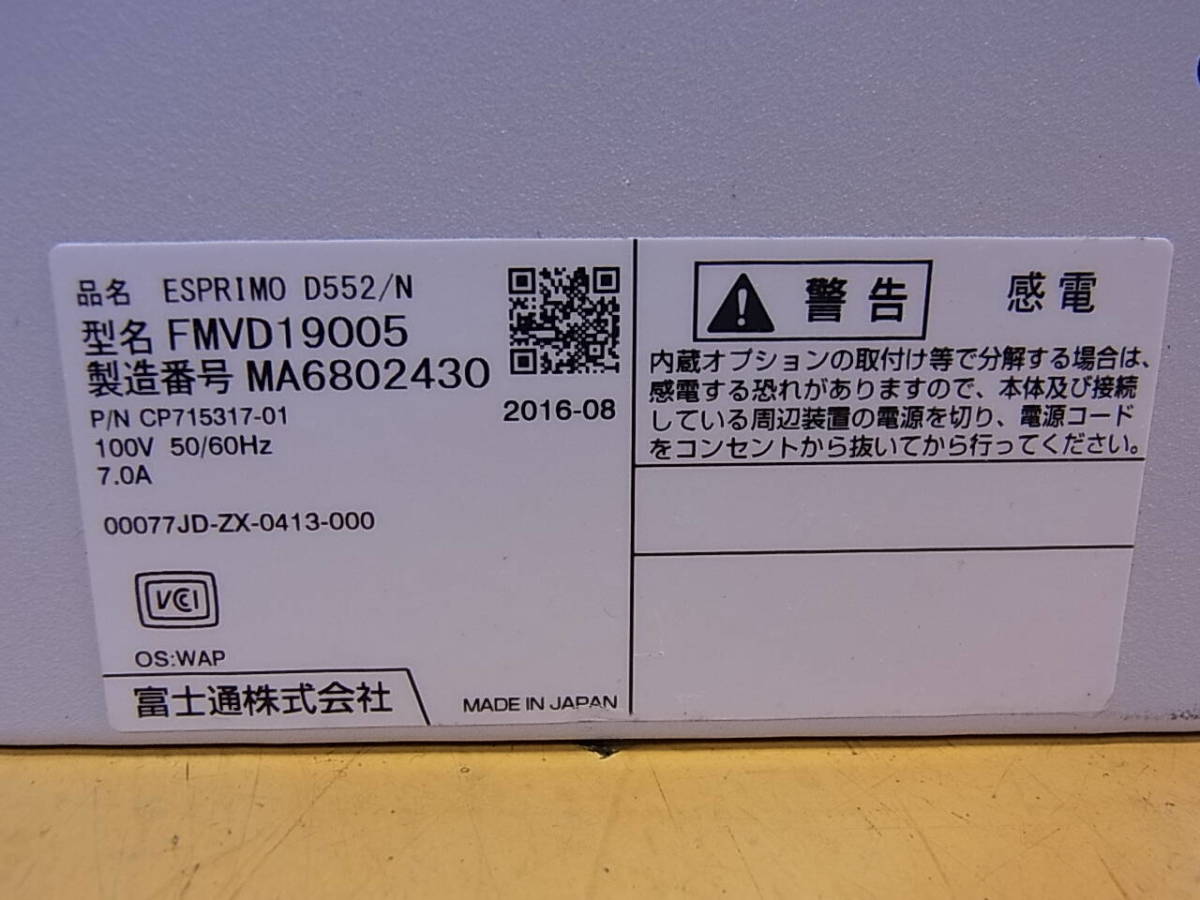 品名 ESPRIMO D552/N
型名 FMVD19005
製造番号 MA6802430
P/N CP715317-01
2016-08
100V 50/60Hz
7.0A
00077JD-ZX-0413-000
VCCI
OS:WAP
富士通株式会社
MADE IN JAPAN
警告 感電
内蔵オプションの取付け等で分解する場合は、
感電する恐れがありますので、本体及び接続
している周辺装置の電源を切り、電源コード
をコンセントから抜いてから行ってください。